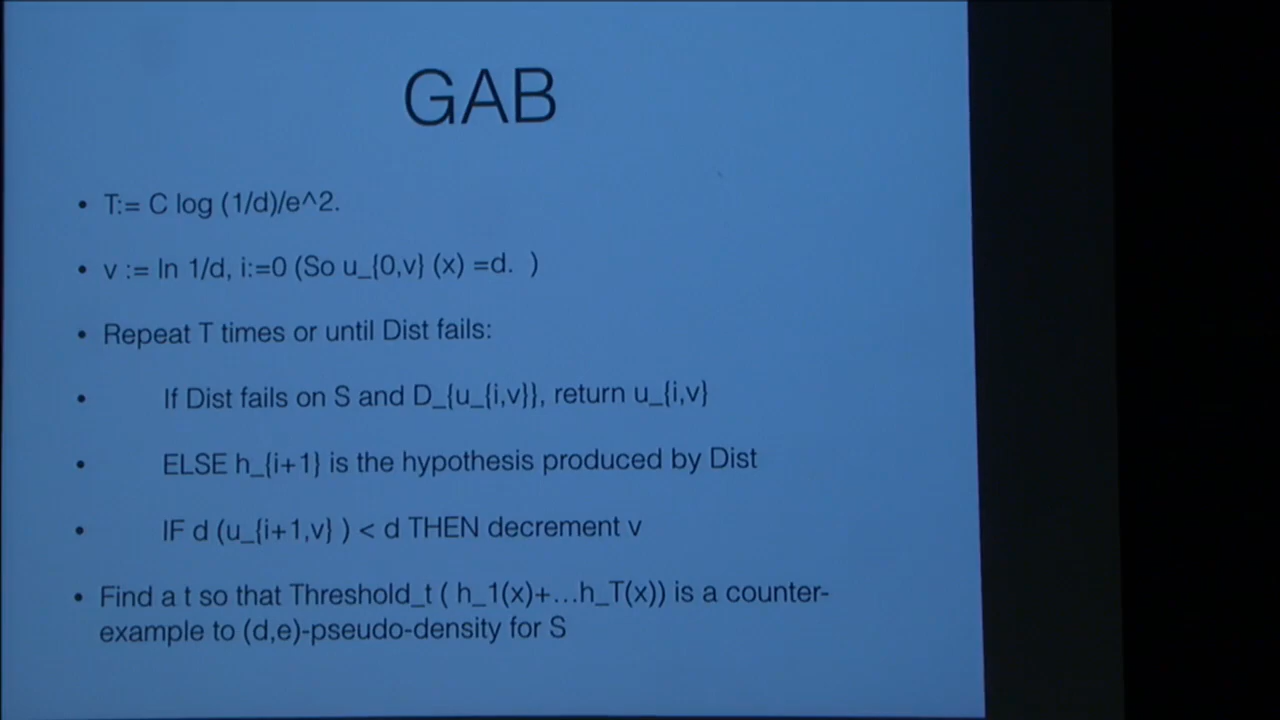 GAB
• T:= C log (1/d)/e^2.
• v := ln 1/d, i:=0 (So u_{0,v} (x) =d. )
• Repeat T times or until Dist fails:
• If Dist fails on S and D_{u_{i,v}}, return u_{i,v}
• ELSE h_{i+1} is the hypothesis produced by Dist
• IF d (u_{i+1,v} ) < d THEN decrement v
• Find a t so that Threshold_t ( h_1(x)+...h_T(x)) is a counter-
example to (d,e)-pseudo-density for S